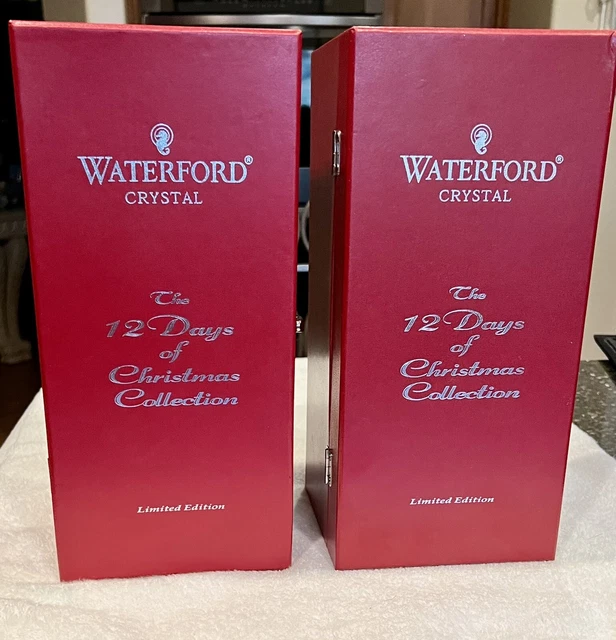 WATERFORD®
CRYSTAL
The
12 Days
of
Christmas
Collection
Limited Edition
WATERFORD®
CRYSTAL
The
12 Days
of
Christmas
Collection
Limited Edition